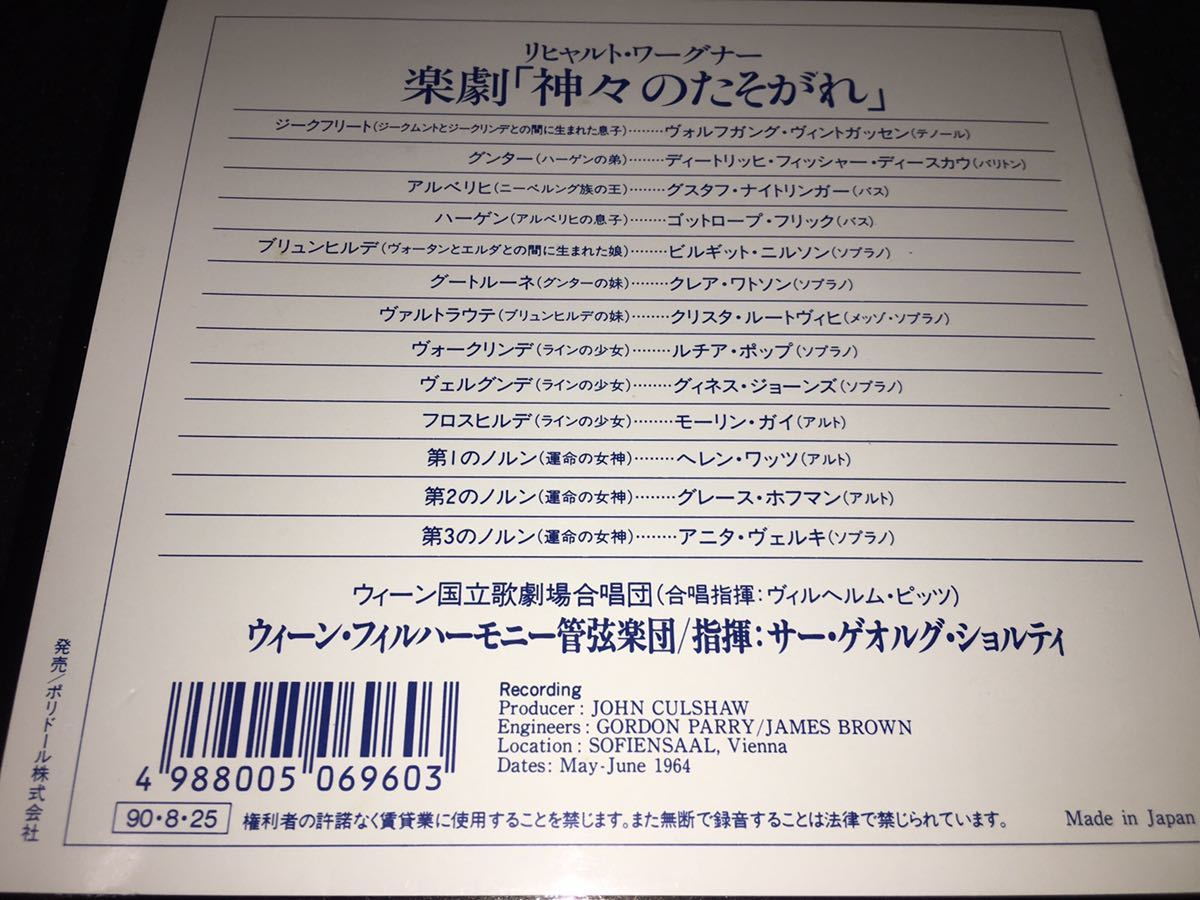 リヒャルト・ワーグナー
楽劇「神々のたそがれ」
ジークフリート(ジークムントとジークリンデとの間に生まれた息子)………ヴォルフガング・ヴィントガッセン(テノール)
グンター(ハーゲンの弟)………ディートリッヒ・フィッシャー・ディースカウ(バリトン)
アルベリヒ(ニーベルング族の王)………グスタフ・ナイトリンガー(バス)
ハーゲン(アルベリヒの息子)………ゴットロープ・フリック(バス)
ブリュンヒルデ(ヴォータンとエルダとの間に生まれた娘)………ビルギット・ニルソン(ソプラノ)
グートルーネ(グンターの妹)………クレア・ワトソン(ソプラノ)
ヴァルトラウテ(ブリュンヒルデの妹)………クリスタ・ルートヴィヒ(メッゾ・ソプラノ)
ヴォークリンデ(ラインの少女)………ルチア・ポップ(ソプラノ)
ヴェルグンデ(ラインの少女)………グィネス・ジョーンズ(ソプラノ)
フロスヒルデ(ラインの少女)………モーリン・ガイ(アルト)
第1のノルン(運命の女神)………ヘレン・ワッツ(アルト)
第2のノルン(運命の女神)………グレース・ホフマン(アルト)
第3のノルン(運命の女神)………アニタ・ヴェルキ(ソプラノ)
ウィーン国立歌劇場合唱団(合唱指揮:ヴィルヘルム・ピッツ)
ウィーン・フィルハーモニー管弦楽団/指揮:サー・ゲオルグ・ショルティ
Recording
Producer: JOHN CULSHAW
Engineers: GORDON PARRY/JAMES BROWN
Location: SOFIENSAAL, Vienna
Dates: May-June 1964
4 988005 069603
90・8・25
権利者の許諾なく賃貸業に使用することを禁じます。また無断で録音することは法律で禁じられています。
Made in Japan
発売/ポリドール株式会社